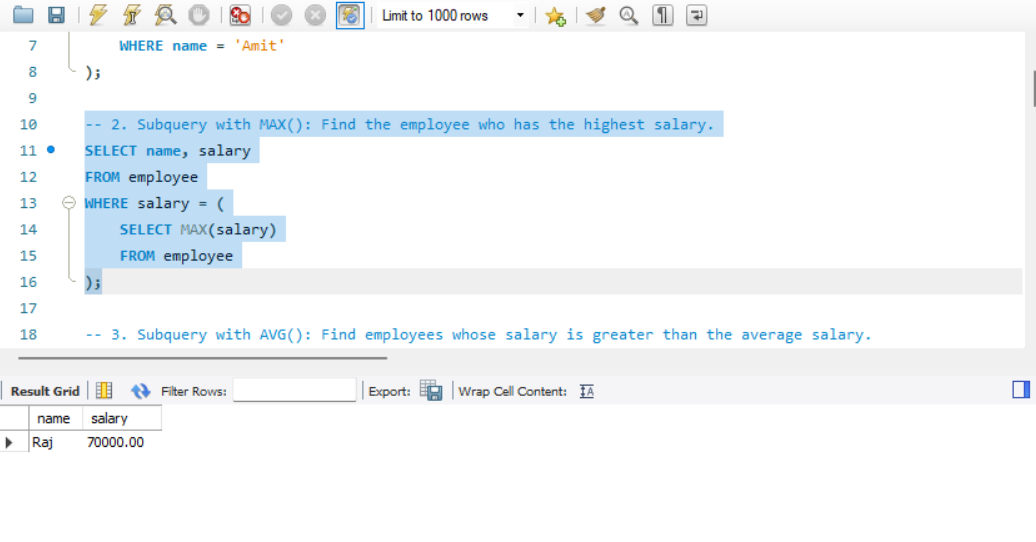 Limit to 1000 rows
7 WHERE name = 'Amit'
8 );
9
10 -- 2. Subquery with MAX(): Find the employee who has the highest salary.
11 SELECT name, salary
12 FROM employee
13 WHERE salary = (
14 SELECT MAX(salary)
15 FROM employee
16 );
17
18 -- 3. Subquery with AVG(): Find employees whose salary is greater than the average salary.
Result Grid Filter Rows: Export: Wrap Cell Content: IA
name salary
Raj 70000.00